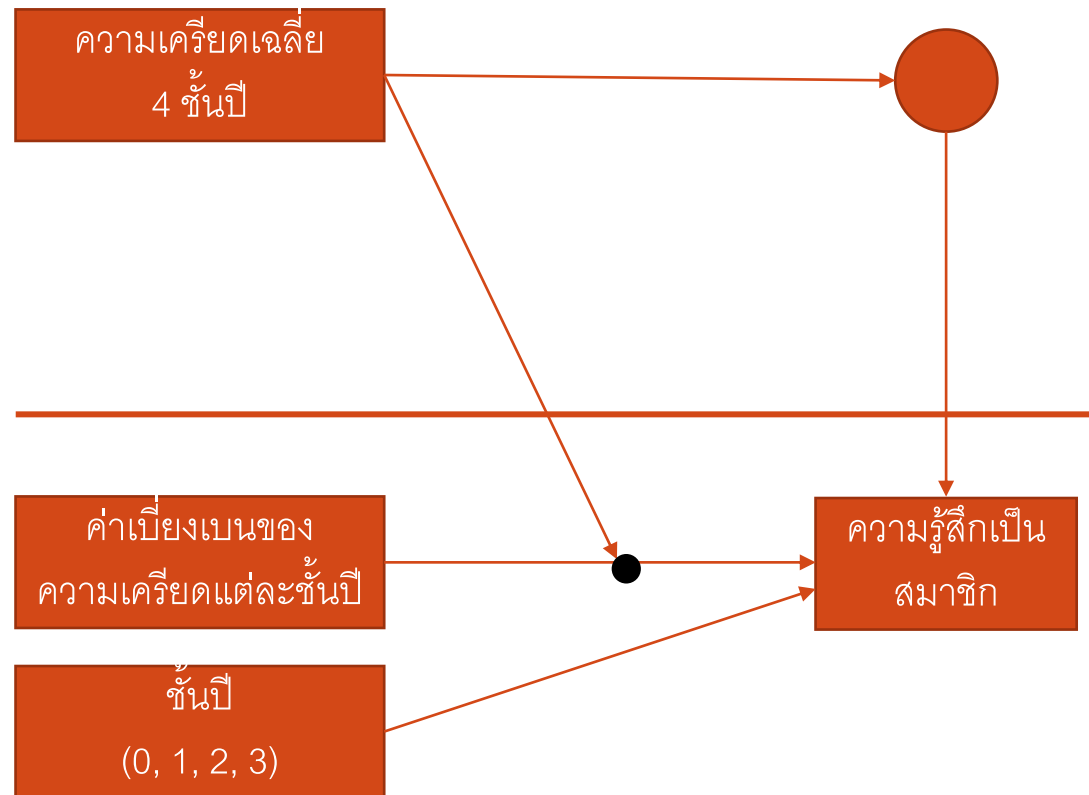 ความเครียดเฉลี่ย
4 ชั้นปี
ค่าเบี่ยงเบนของ
ความเครียดแต่ละชั้นปี
ความรู้สึกเป็น
สมาชิก
ชั้นปี
(0, 1, 2, 3)